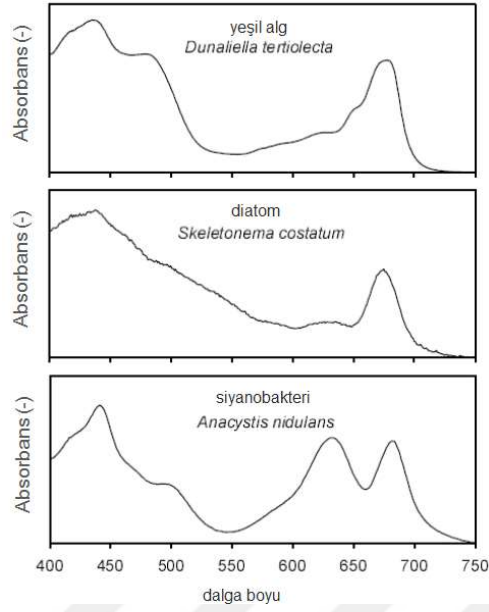 yeşil alg
Dunaliella tertiolecta
Absorbans (-)
diatom
Skeletonema costatum
Absorbans (-)
siyanobakteri
Anacystis nidulans
Absorbans (-)
400 450 500 550 600 650 700 750
dalga boyu